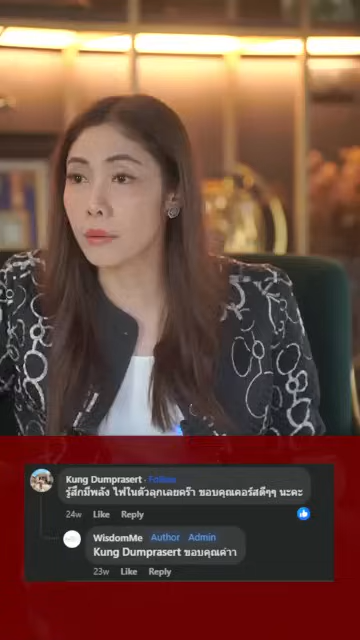 Kung Dumprasert · Follow
รู้สึกมีพลัง ไฟในตัวลุกเลยคร๊า ขอบคุณคอร์สดีๆๆ นะคะ
24w Like Reply
WisdomMe Author Admin
Kung Dumprasert ขอบคุณค่าา
23w Like Reply